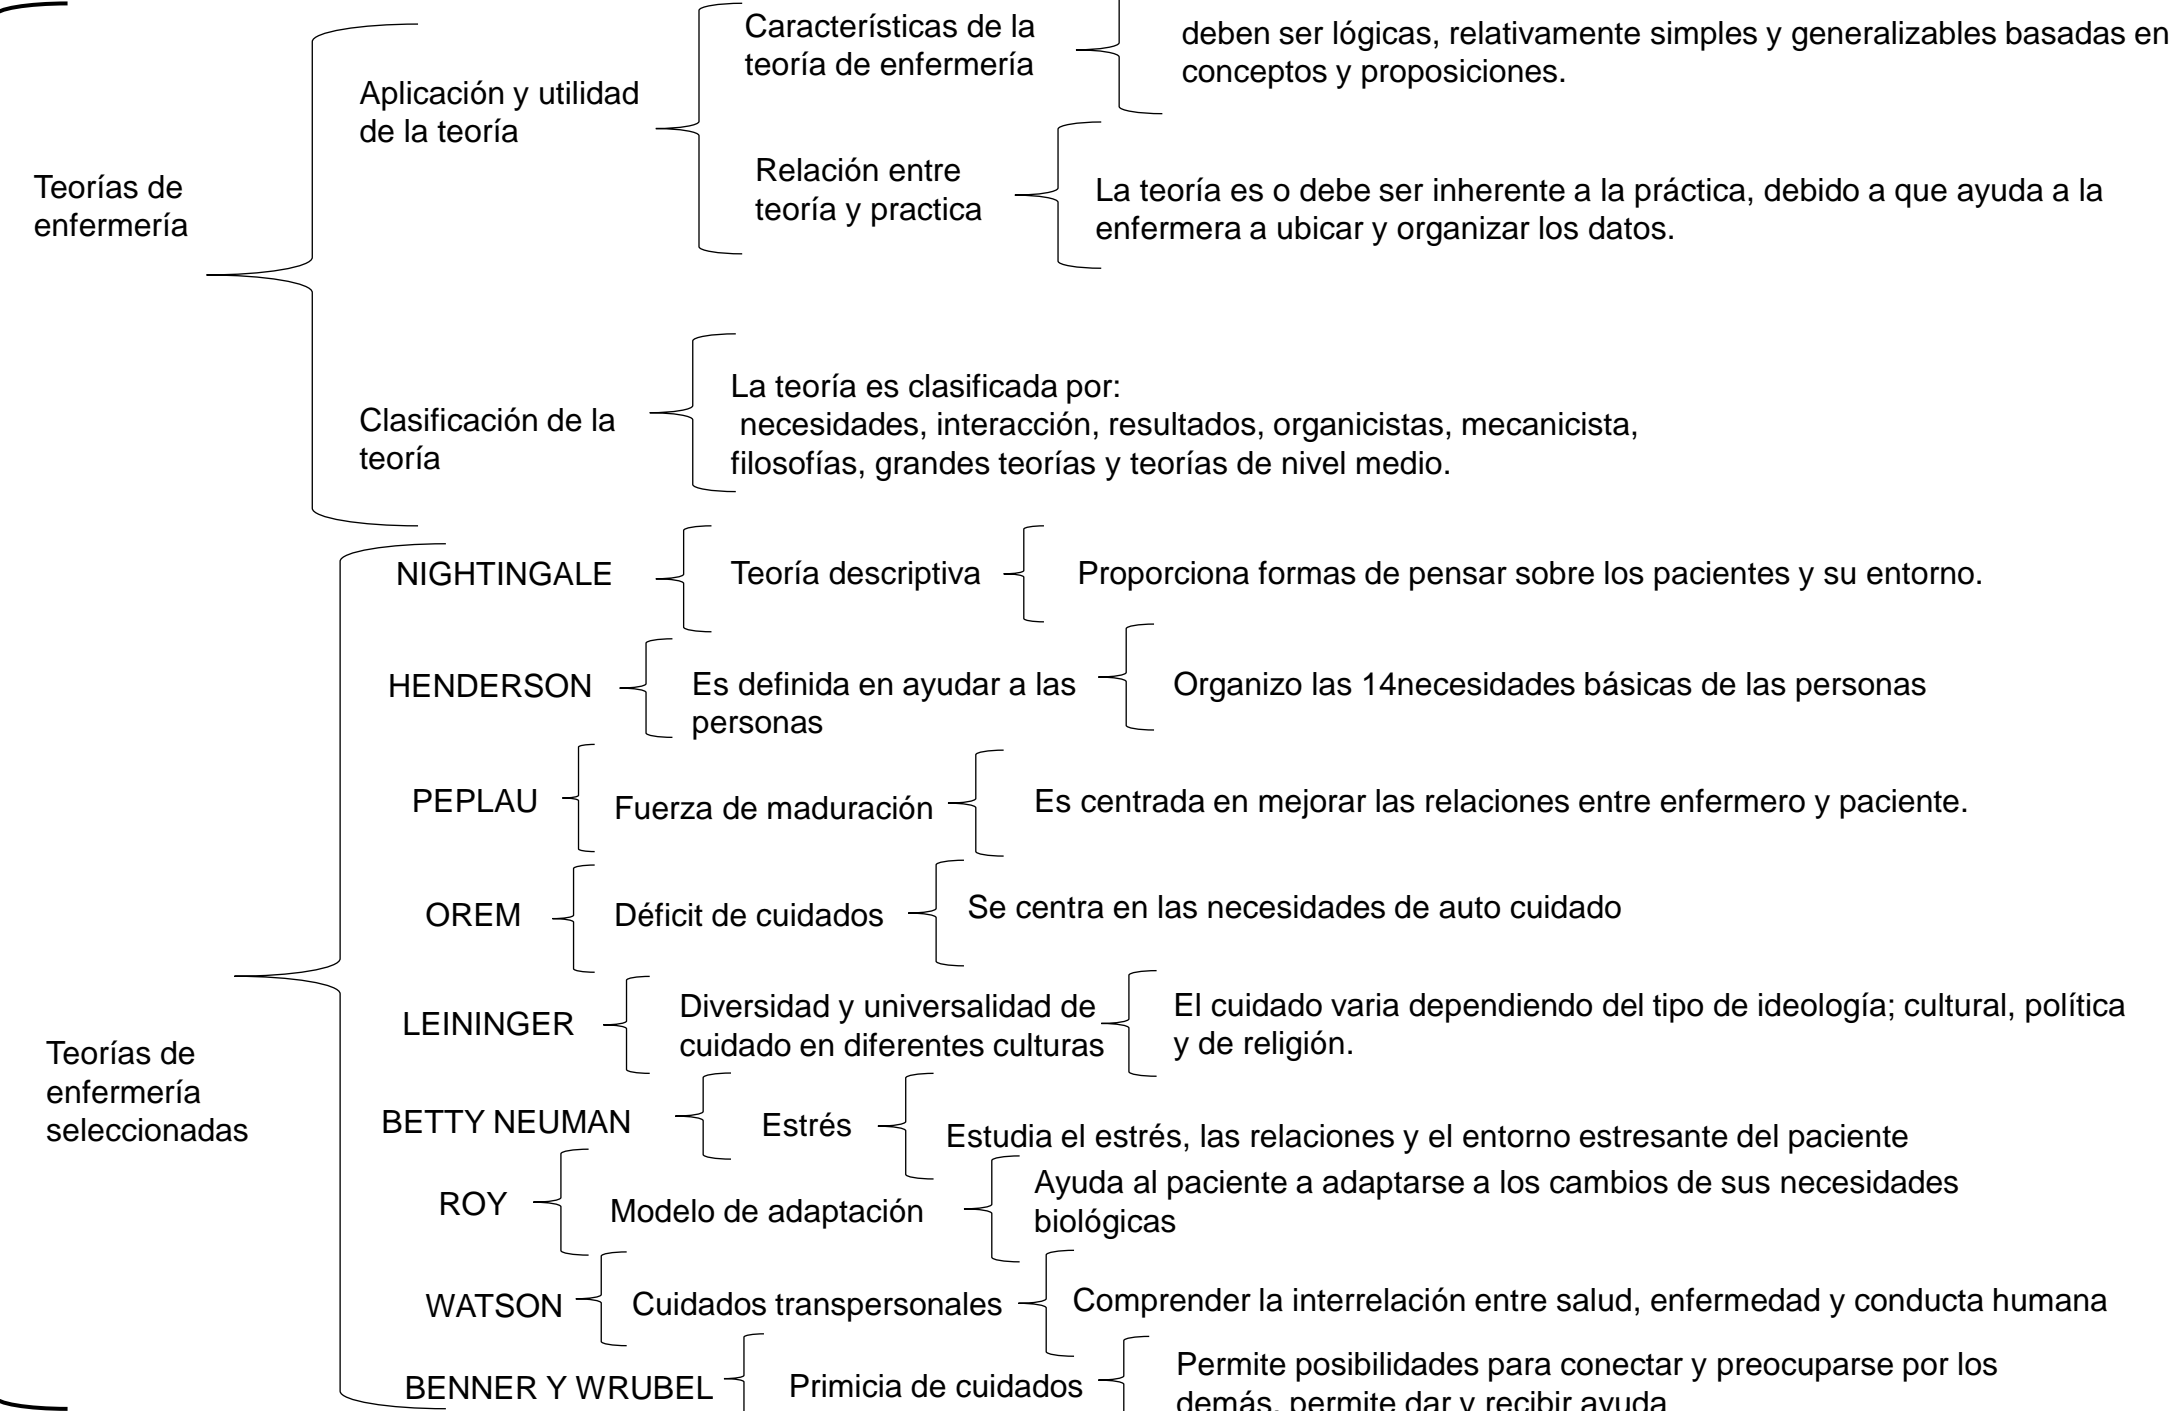 Teorías de
enfermería
Aplicación y utilidad
de la teoría
Características de la
teoría de enfermería
deben ser lógicas, relativamente simples y generalizables basadas en
conceptos y proposiciones.
Relación entre
teoría y practica
La teoría es o debe ser inherente a la práctica, debido a que ayuda a la
enfermera a ubicar y organizar los datos.
Clasificación de la
teoría
La teoría es clasificada por:
necesidades, interacción, resultados, organicistas, mecanicista,
filosofías, grandes teorías y teorías de nivel medio.
Teorías de
enfermería
seleccionadas
NIGHTINGALE
Teoría descriptiva
Proporciona formas de pensar sobre los pacientes y su entorno.
HENDERSON
Es definida en ayudar a las
personas
Organizo las 14necesidades básicas de las personas
PEPLAU
Fuerza de maduración
Es centrada en mejorar las relaciones entre enfermero y paciente.
OREM
Déficit de cuidados
Se centra en las necesidades de auto cuidado
LEININGER
Diversidad y universalidad de
cuidado en diferentes culturas
El cuidado varia dependiendo del tipo de ideología; cultural, política
y de religión.
BETTY NEUMAN
Estrés
Estudia el estrés, las relaciones y el entorno estresante del paciente
ROY
Modelo de adaptación
Ayuda al paciente a adaptarse a los cambios de sus necesidades
biológicas
WATSON
Cuidados transpersonales
Comprender la interrelación entre salud, enfermedad y conducta humana
BENNER Y WRUBEL
Primicia de cuidados
Permite posibilidades para conectar y preocuparse por los
demás, permite dar y recibir ayuda